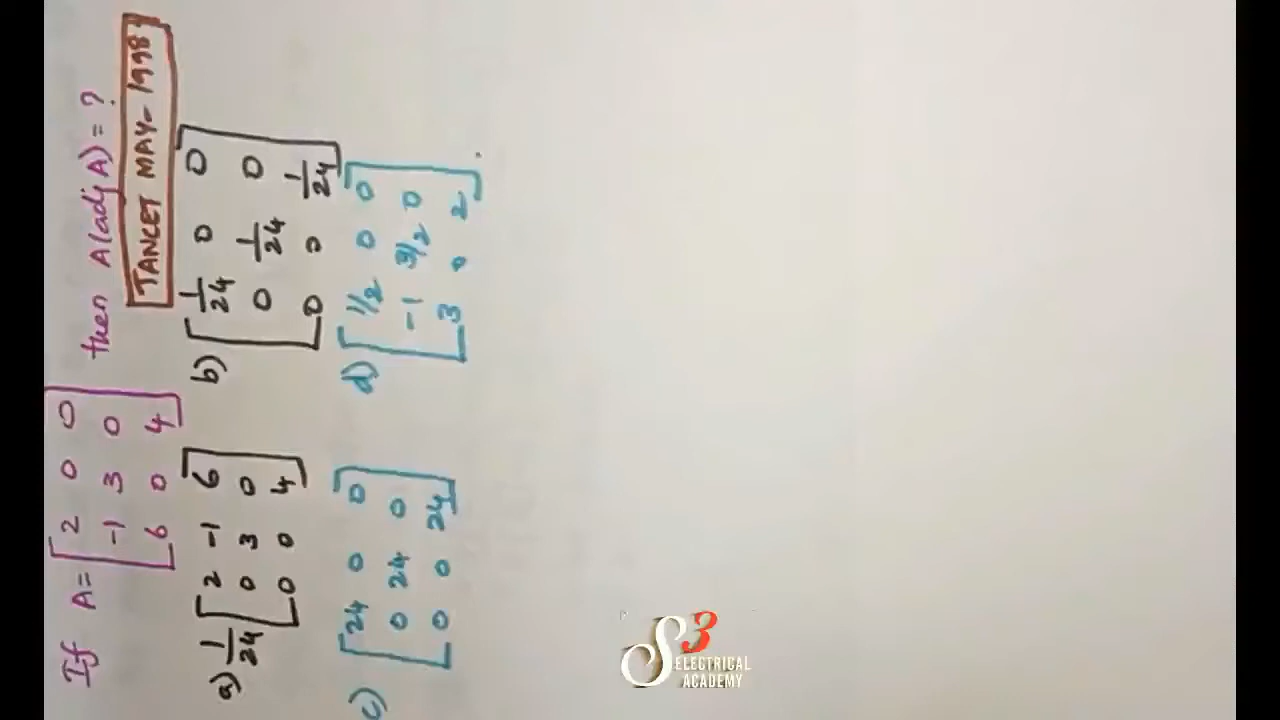 If A = [2 0 0
-1 3 0
6 0 4] then A(adj A) = ?
TANCET MAY-1998
a) 1/24 [2 -1 6
0 3 0
0 0 4]
b) [1/24 0 0
0 1/24 0
0 0 1/24]
c) [24 0 0
0 24 0
0 0 24]
d) [1/2 0 0
-1 3/2 0
3 0 2]
S3
ELECTRICAL
ACADEMY